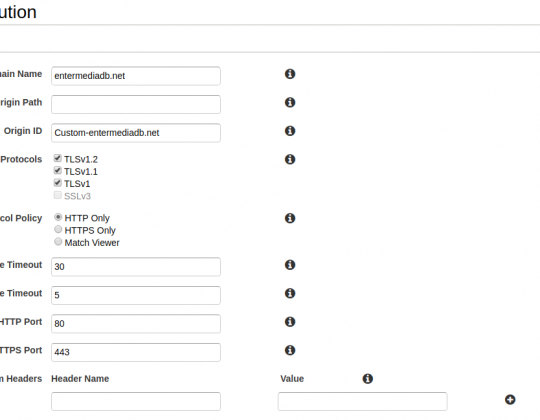 ution
ain Name entermediadb.net
rigin Path
Origin ID Custom-entermediadb.net
Protocols TLSv1.2
TLSv1.1
TLSv1
SSLv3
col Policy HTTP Only
HTTPS Only
Match Viewer
e Timeout 30
e Timeout 5
HTTP Port 80
TTPS Port 443
m Headers Header Name Value